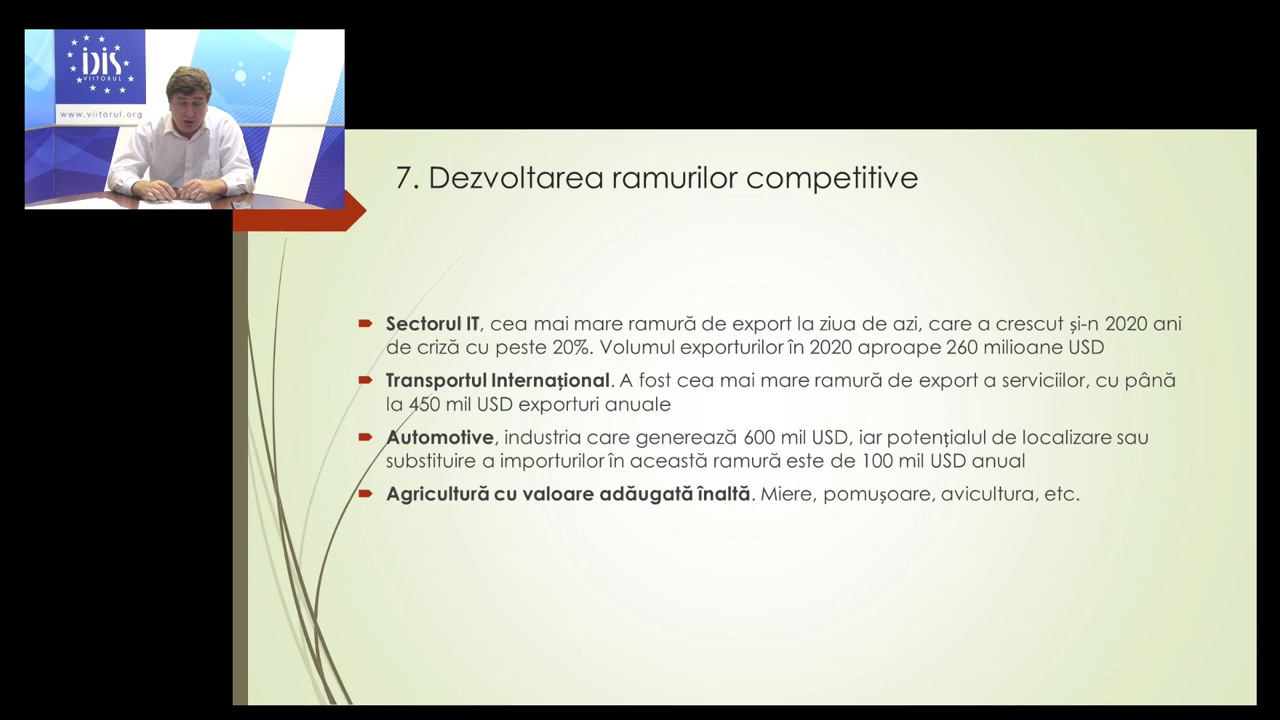 IDIS
VIITORUL
www.viitorul.org
7. Dezvoltarea ramurilor competitive
Sectorul IT, cea mai mare ramură de export la ziua de azi, care a crescut și-n 2020 ani
de criză cu peste 20%. Volumul exporturilor în 2020 aproape 260 milioane USD
Transportul Internațional. A fost cea mai mare ramură de export a serviciilor, cu până
la 450 mil USD exporturi anuale
Automotive, industria care generează 600 mil USD, iar potențialul de localizare sau
substituire a importurilor în această ramură este de 100 mil USD anual
Agricultură cu valoare adăugată înaltă. Miere, pomușoare, avicultura, etc.